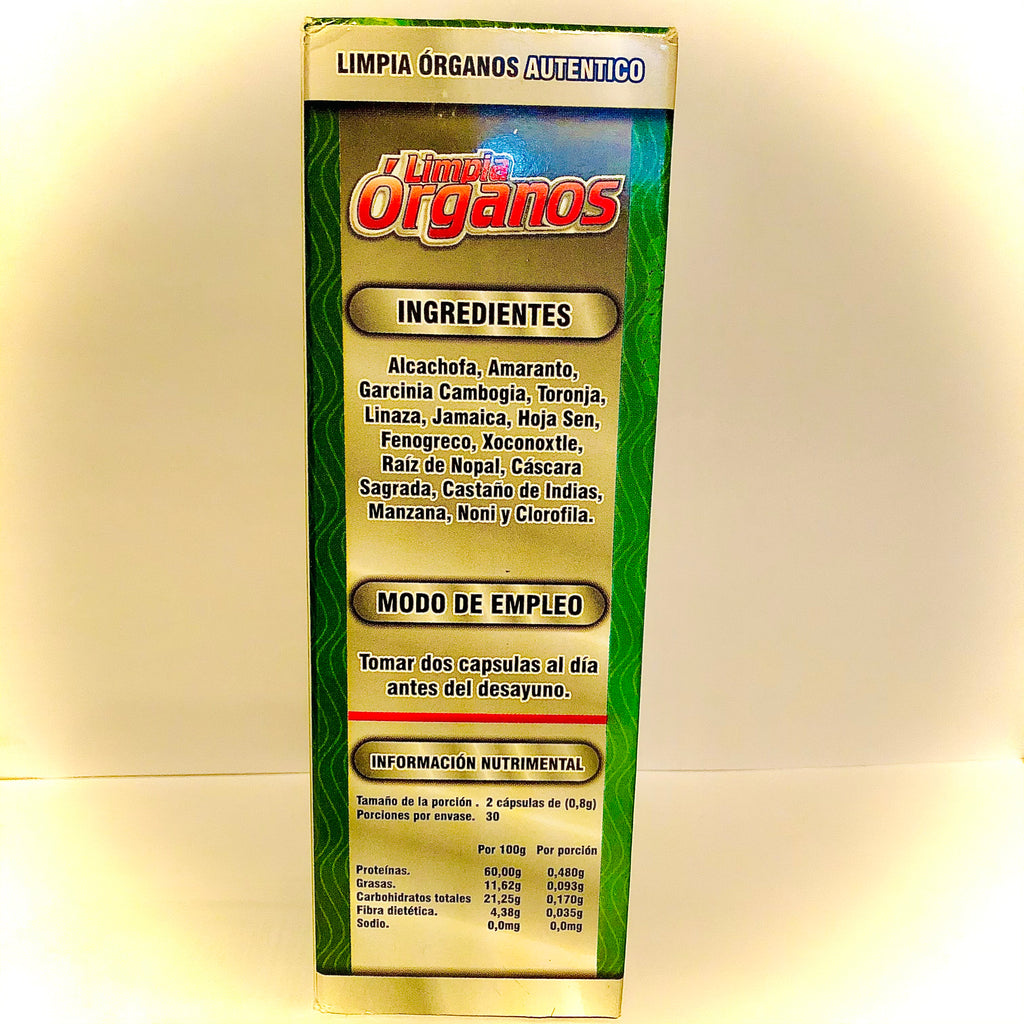 LIMPIA ÓRGANOS AUTENTICO
Limpia
Órganos
INGREDIENTES
Alcachofa, Amaranto,
Garcinia Cambogia, Toronja,
Linaza, Jamaica, Hoja Sen,
Fenogreco, Xoconoxtle,
Raíz de Nopal, Cáscara
Sagrada, Castaño de Indias,
Manzana, Noni y Clorofila.
MODO DE EMPLEO
Tomar dos capsulas al día
antes del desayuno.
INFORMACIÓN NUTRIMENTAL
Tamaño de la porción . 2 cápsulas de (0,8g)
Porciones por envase. 30
Por 100g Por porción
Proteínas. 60,00g 0,480g
Grasas. 11,62g 0,093g
Carbohidratos totales 21,25g 0,170g
Fibra dietética. 4,38g 0,035g
Sodio. 0,0mg 0,0mg